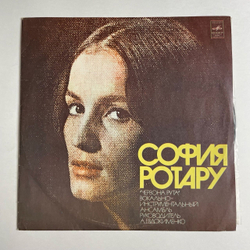 СОФИЯ
РОТАРУ
"ЧЕРВОНА РУТА"
ВОКАЛЬНО-
ИНСТРУМЕНТАЛЬНЫЙ
АНСАМБЛЬ
РУКОВОДИТЕЛЬ
А.ЕВДОКИМЕНКО